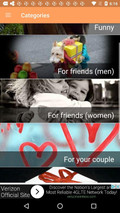 Categories
Funny
For friends (men)
For friends (women)
For your couple
Verizon
Official Site
Discover the Nation's Largest and
Most Reliable 4G LTE Network Today!